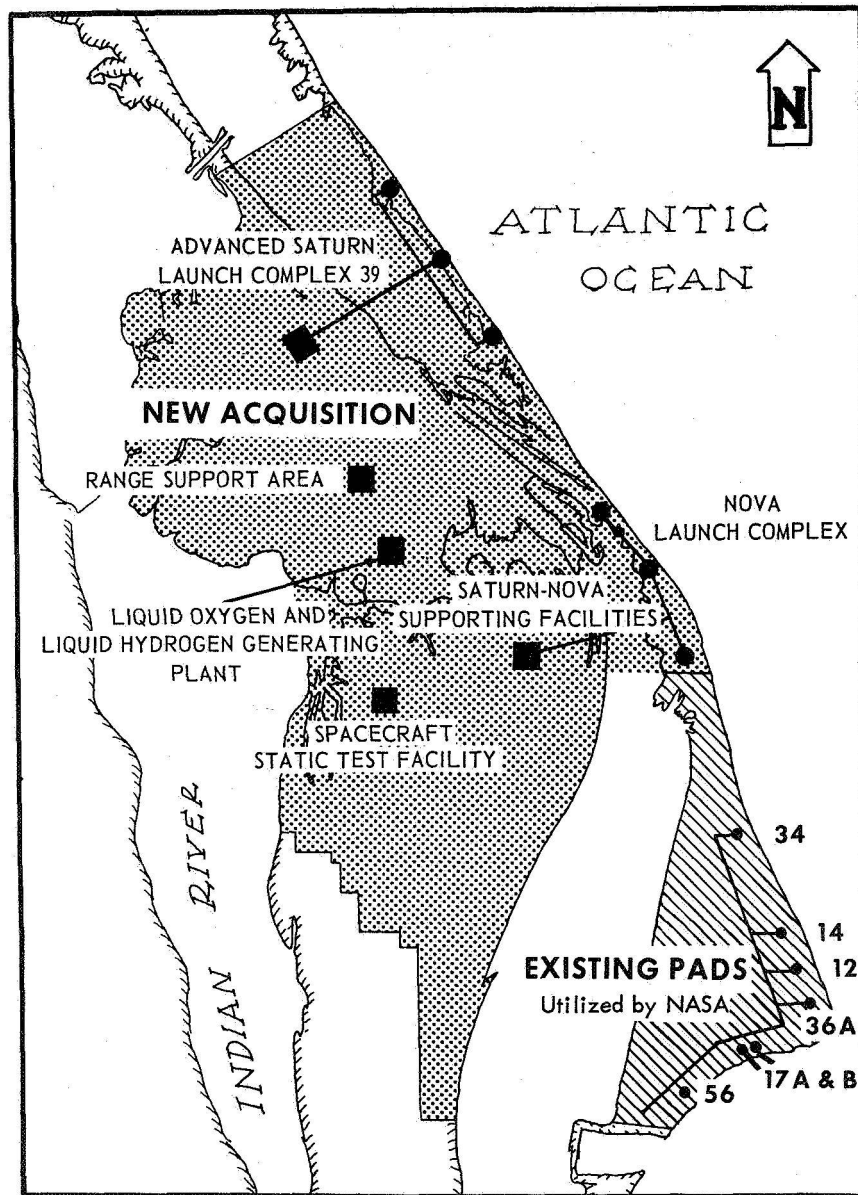 N
ATLANTIC
OCEAN
ADVANCED SATURN
LAUNCH COMPLEX 39
NEW ACQUISITION
RANGE SUPPORT AREA
NOVA
LAUNCH COMPLEX
LIQUID OXYGEN AND
LIQUID HYDROGEN GENERATING
PLANT
SATURN-NOVA
SUPPORTING FACILITIES
SPACECRAFT
STATIC TEST FACILITY
INDIAN RIVER
34
14
EXISTING PADS
12
Utilized by NASA
36A
17A & B
56